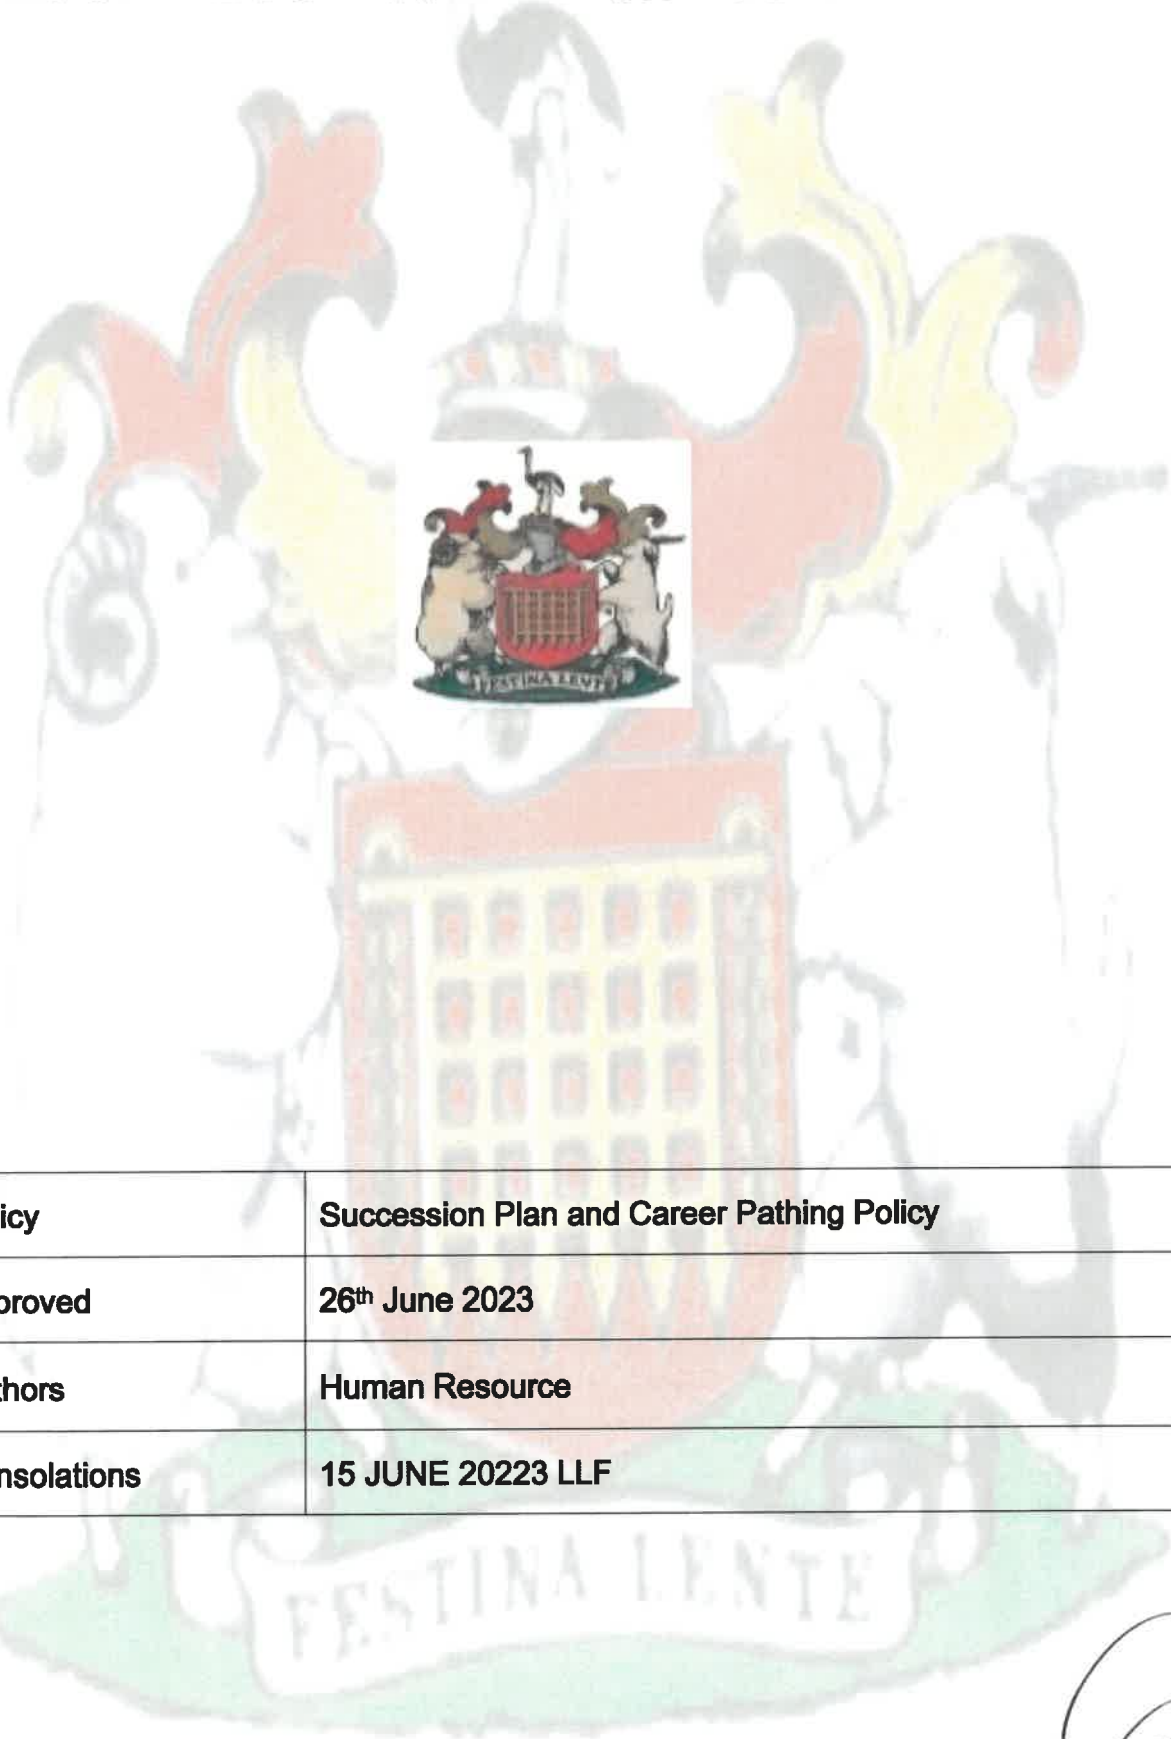 FESTINA LENTE
icy Succession Plan and Career Pathing Policy
proved 26th June 2023
thors Human Resource
nsolations 15 JUNE 20223 LLF
FESTINA LENTE